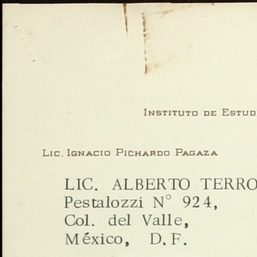 INSTITUTO DE ESTUD
LIC. IGNACIO PICHARDO PAGAZA
LIC. ALBERTO TERRO
Pestalozzi N° 924,
Col. del Valle,
México, D.F.